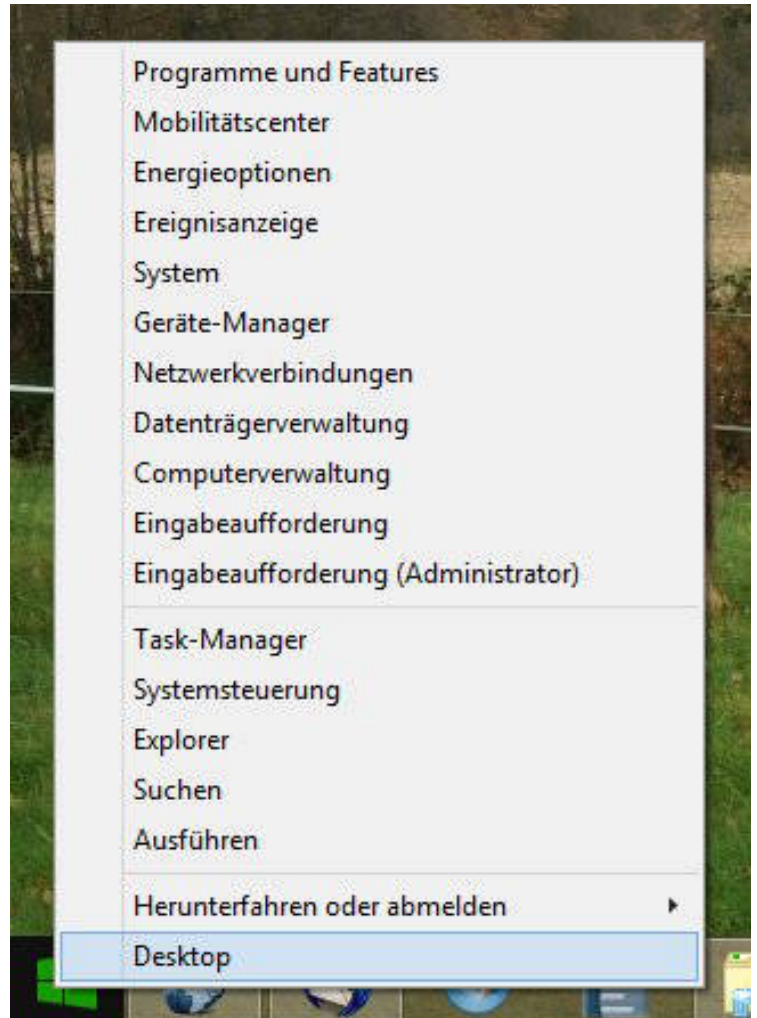 Programme und Features
Mobilitätscenter
Energieoptionen
Ereignisanzeige
System
Geräte-Manager
Netzwerkverbindungen
Datenträgerverwaltung
Computerverwaltung
Eingabeaufforderung
Eingabeaufforderung (Administrator)
Task-Manager
Systemsteuerung
Explorer
Suchen
Ausführen
Herunterfahren oder abmelden
Desktop